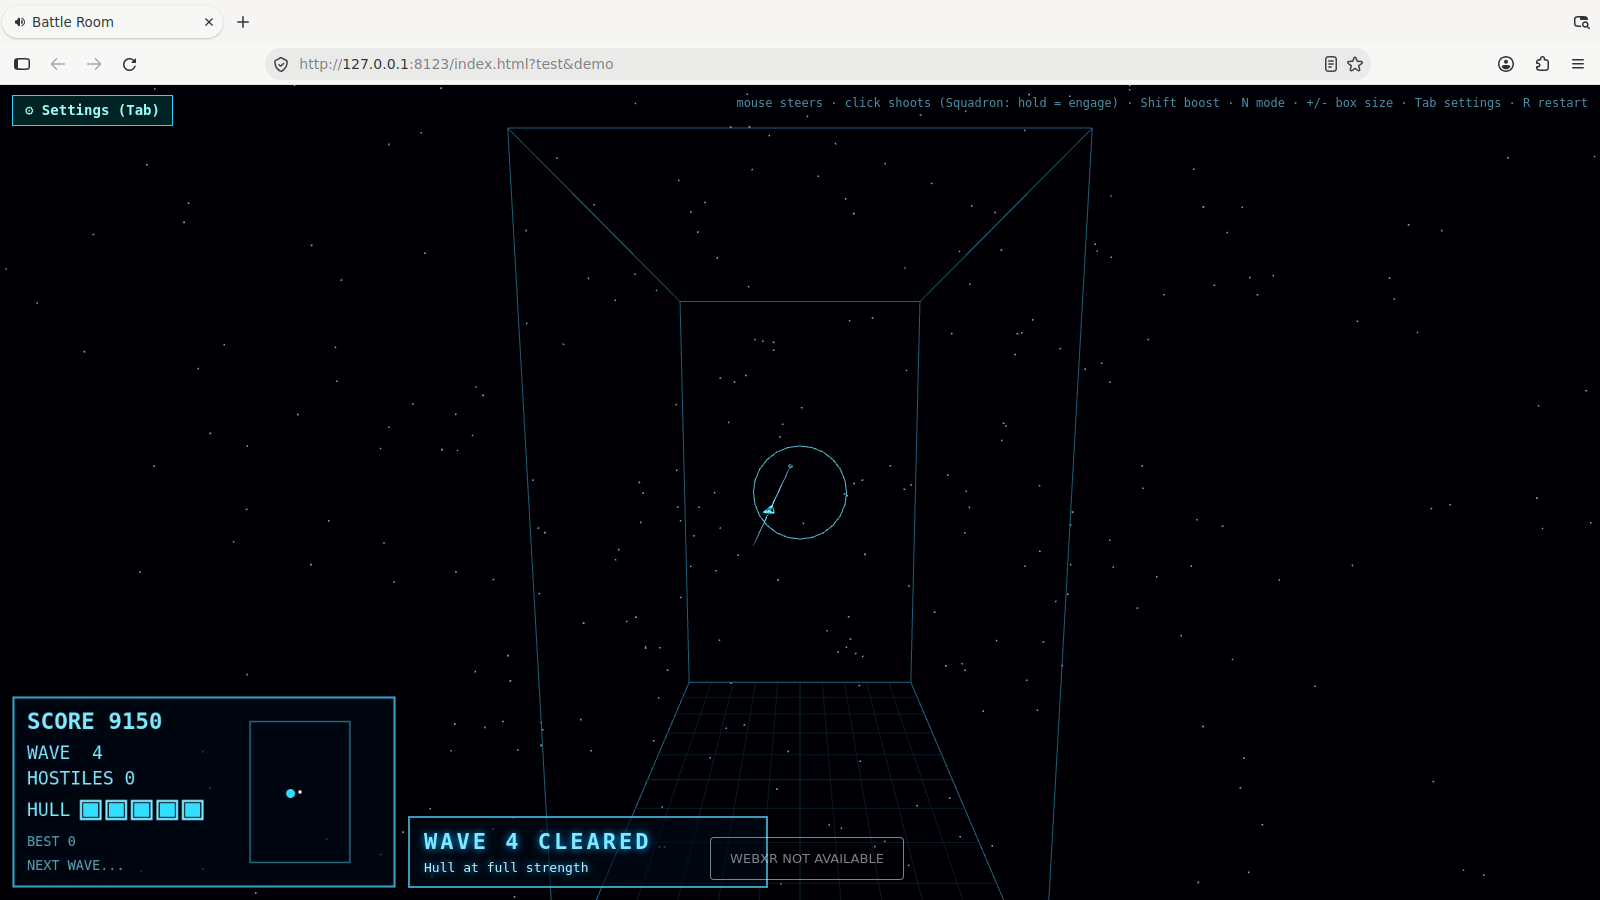 Battle Room
http://127.0.0.1:8123/index.html?test&demo
⚙ Settings (Tab)
mouse steers · click shoots (Squadron: hold = engage) · Shift boost · N mode · +/- box size · Tab settings · R restart
SCORE 9150
WAVE 4
HOSTILES 0
HULL
BEST 0
NEXT WAVE...
WAVE 4 CLEARED
Hull at full strength
WEBXR NOT AVAILABLE